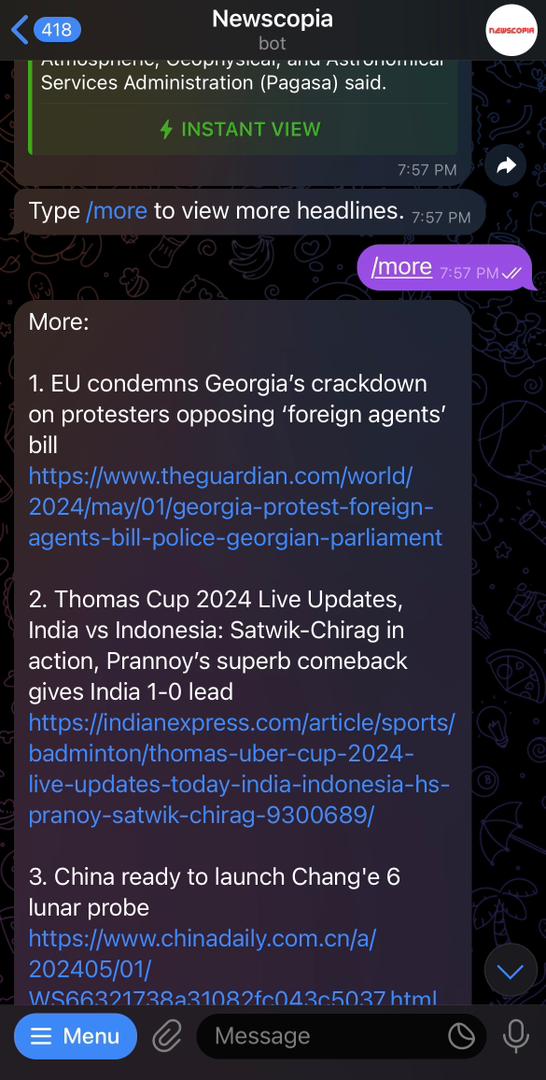 418
Newscopia
bot
NEWSCOPIA
Atmospheric, Geophysical, and Astronomical
Services Administration (Pagasa) said.
INSTANT VIEW
7:57 PM
Type /more to view more headlines. 7:57 PM
/more 7:57 PM
More:
1. EU condemns Georgia’s crackdown
on protesters opposing ‘foreign agents’
bill
https://www.theguardian.com/world/
2024/may/01/georgia-protest-foreign-
agents-bill-police-georgian-parliament
2. Thomas Cup 2024 Live Updates,
India vs Indonesia: Satwik-Chirag in
action, Prannoy’s superb comeback
gives India 1-0 lead
https://indianexpress.com/article/sports/
badminton/thomas-uber-cup-2024-
live-updates-today-india-indonesia-hs-
pranoy-satwik-chirag-9300689/
3. China ready to launch Chang'e 6
lunar probe
https://www.chinadaily.com.cn/a/
202405/01/
WS66321738a31082fc043c5037.html
Menu
Message